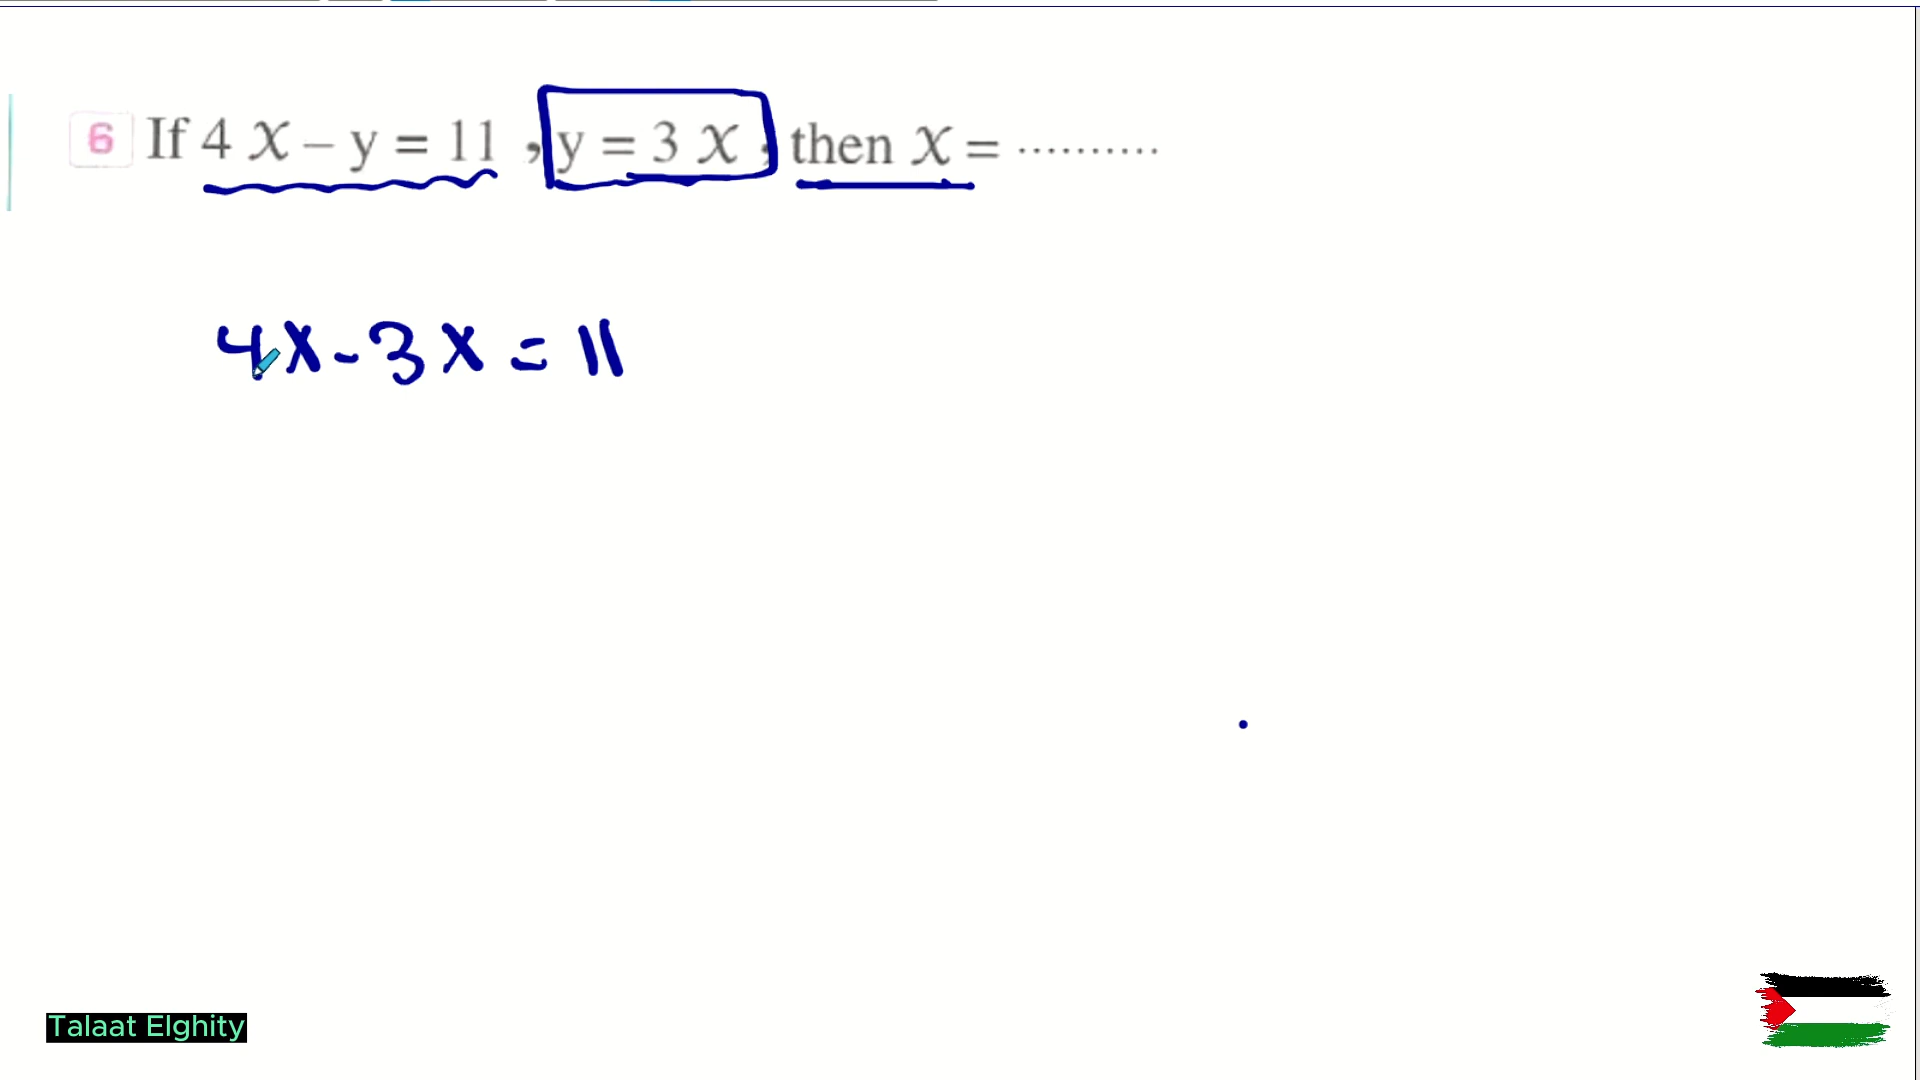 6 If 4 X – y = 11 , y = 3 X , then X = ··········
4x - 3x = 11
Talaat Elghity